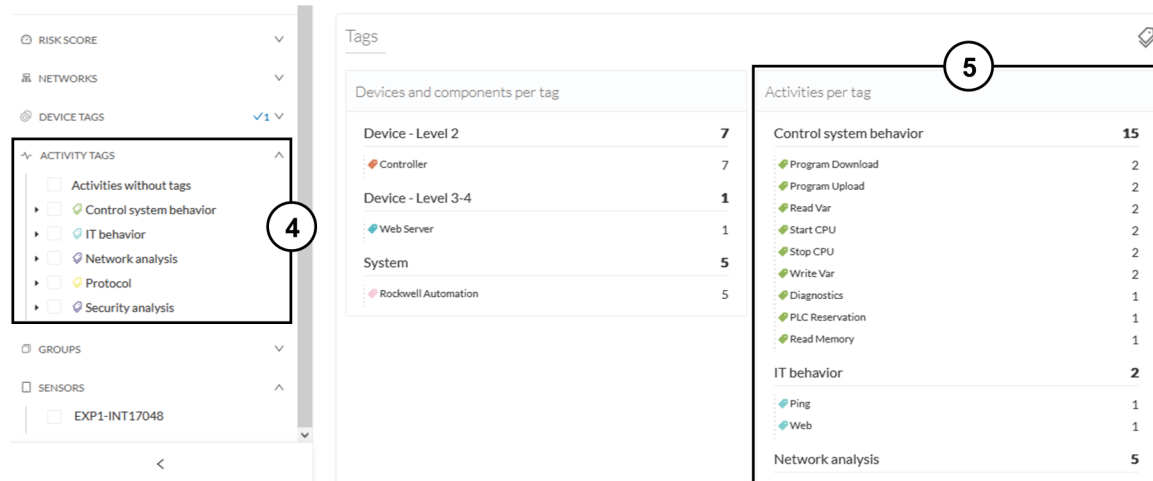 RISK SCORE
NETWORKS
DEVICE TAGS ✓1
ACTIVITY TAGS
Activities without tags
Control system behavior
IT behavior
Network analysis
Protocol
Security analysis
4
GROUPS
SENSORS
EXP1-INT17048
<
Tags
Devices and components per tag
Device - Level 2 7
Controller 7
Device - Level 3-4 1
Web Server 1
System 5
Rockwell Automation 5
5
Activities per tag
Control system behavior 15
Program Download 2
Program Upload 2
Read Var 2
Start CPU 2
Stop CPU 2
Write Var 2
Diagnostics 1
PLC Reservation 1
Read Memory 1
IT behavior 2
Ping 1
Web 1
Network analysis 5